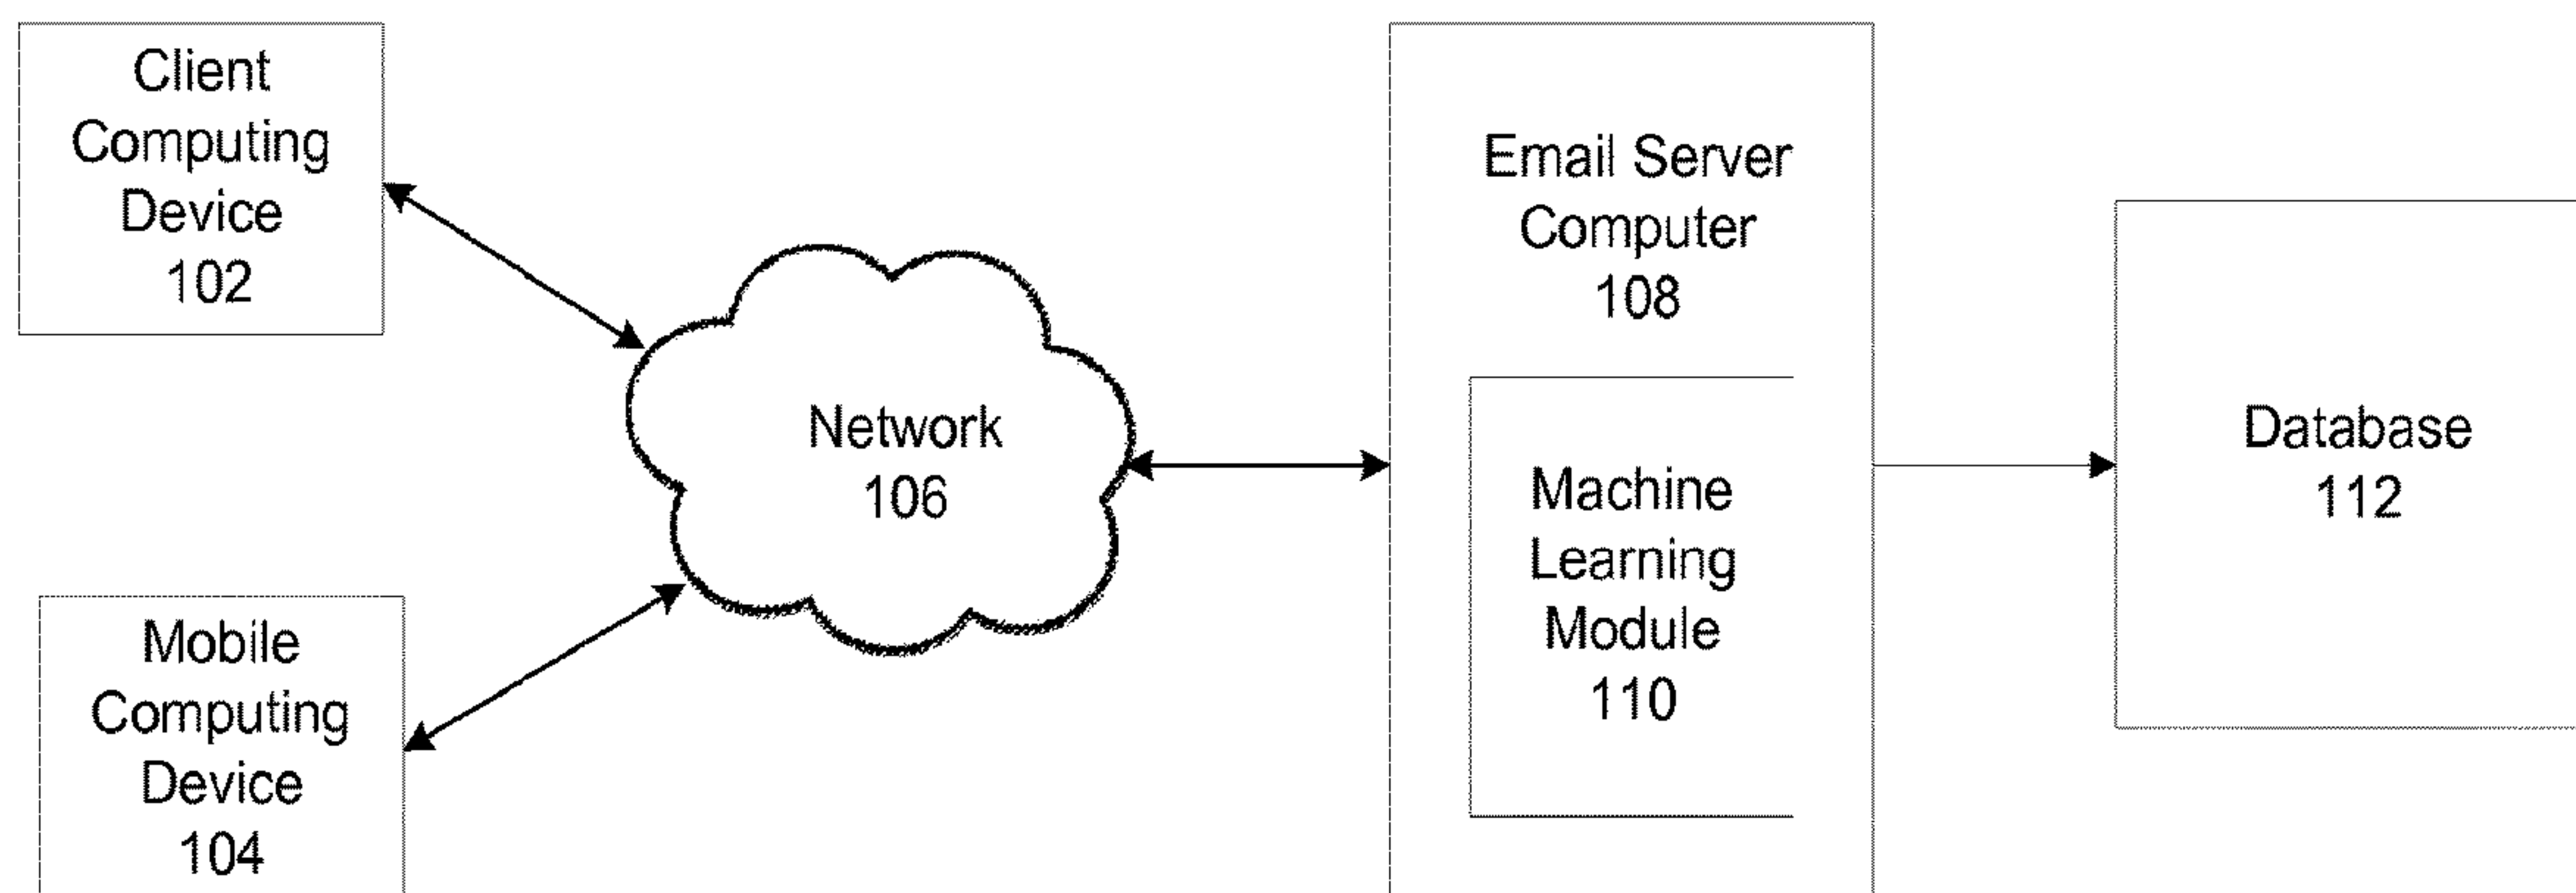 Client
Computing
Device
102
Mobile
Computing
Device
104
Network
106
Email Server
Computer
108
Machine
Learning
Module
110
Database
112